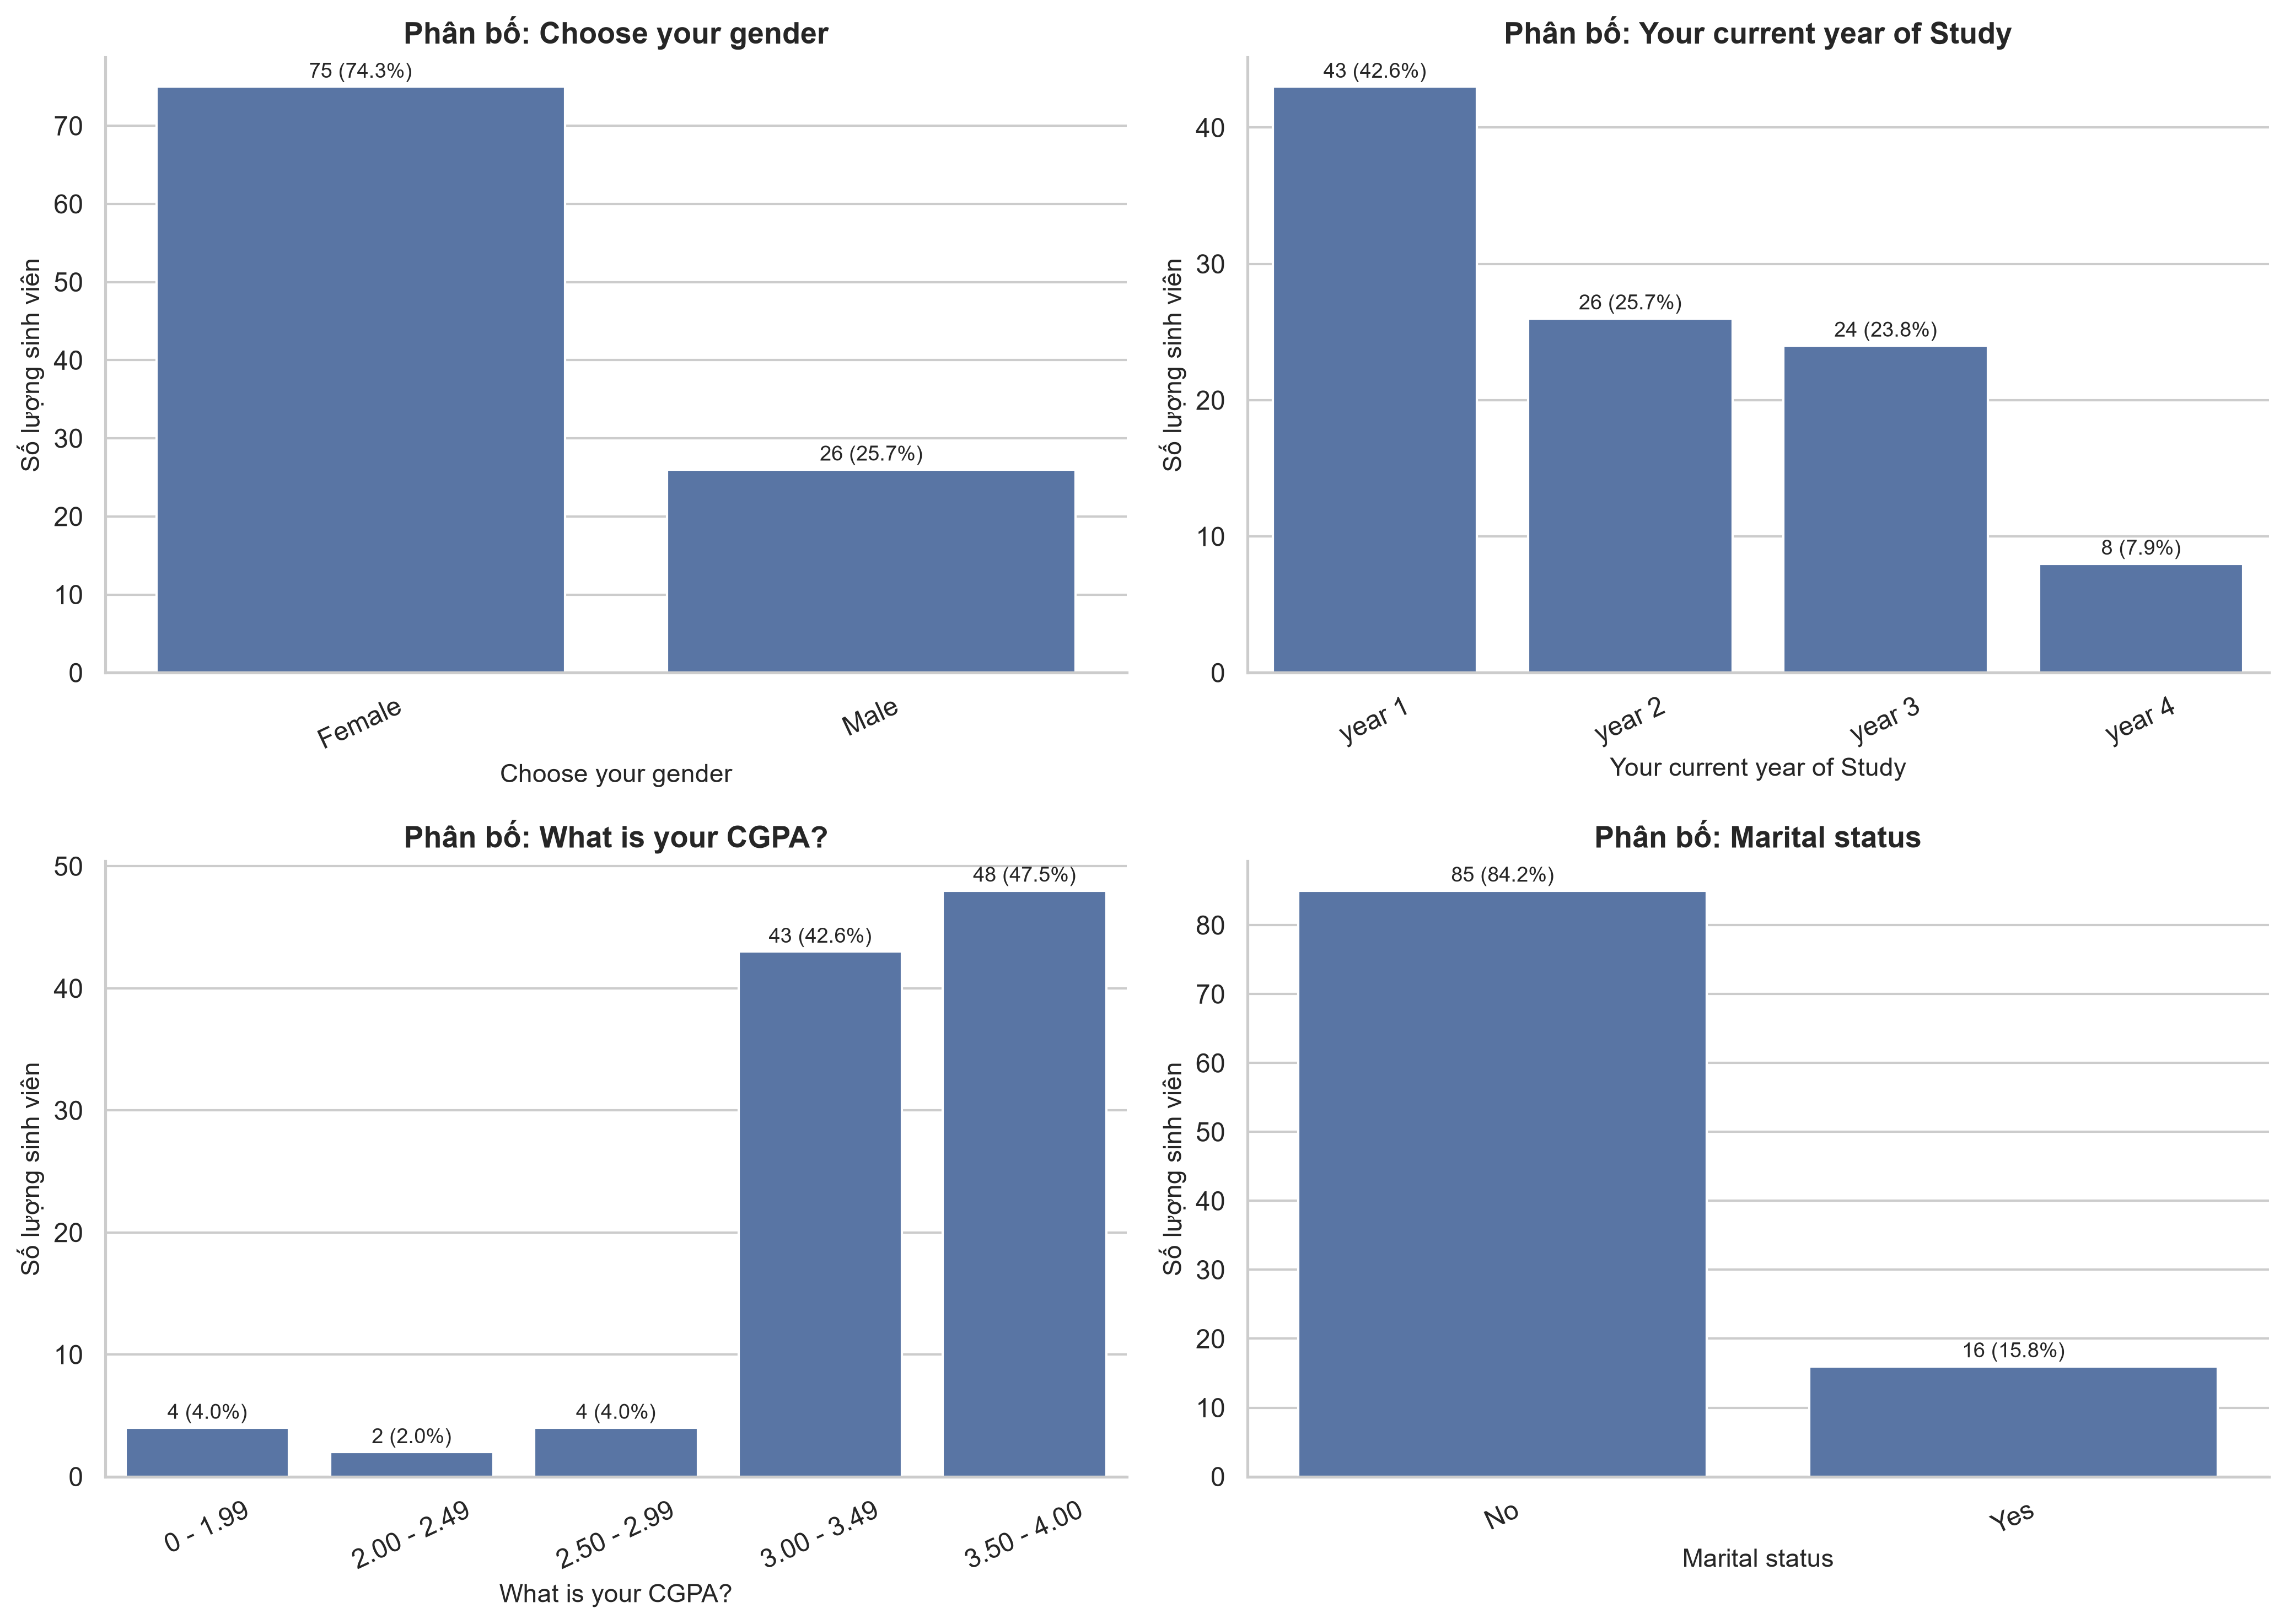 Phân bố: Choose your gender
75 (74.3%)
26 (25.7%)
70
60
50
40
30
20
10
0
Số lượng sinh viên
Female
Male
Choose your gender
Phân bố: Your current year of Study
43 (42.6%)
26 (25.7%)
24 (23.8%)
8 (7.9%)
40
30
20
10
0
Số lượng sinh viên
year 1
year 2
year 3
year 4
Your current year of Study
Phân bố: What is your CGPA?
48 (47.5%)
43 (42.6%)
4 (4.0%)
2 (2.0%)
4 (4.0%)
50
40
30
20
10
0
Số lượng sinh viên
0 - 1.99
2.00 - 2.49
2.50 - 2.99
3.00 - 3.49
3.50 - 4.00
What is your CGPA?
Phân bố: Marital status
85 (84.2%)
16 (15.8%)
80
70
60
50
40
30
20
10
0
Số lượng sinh viên
No
Yes
Marital status